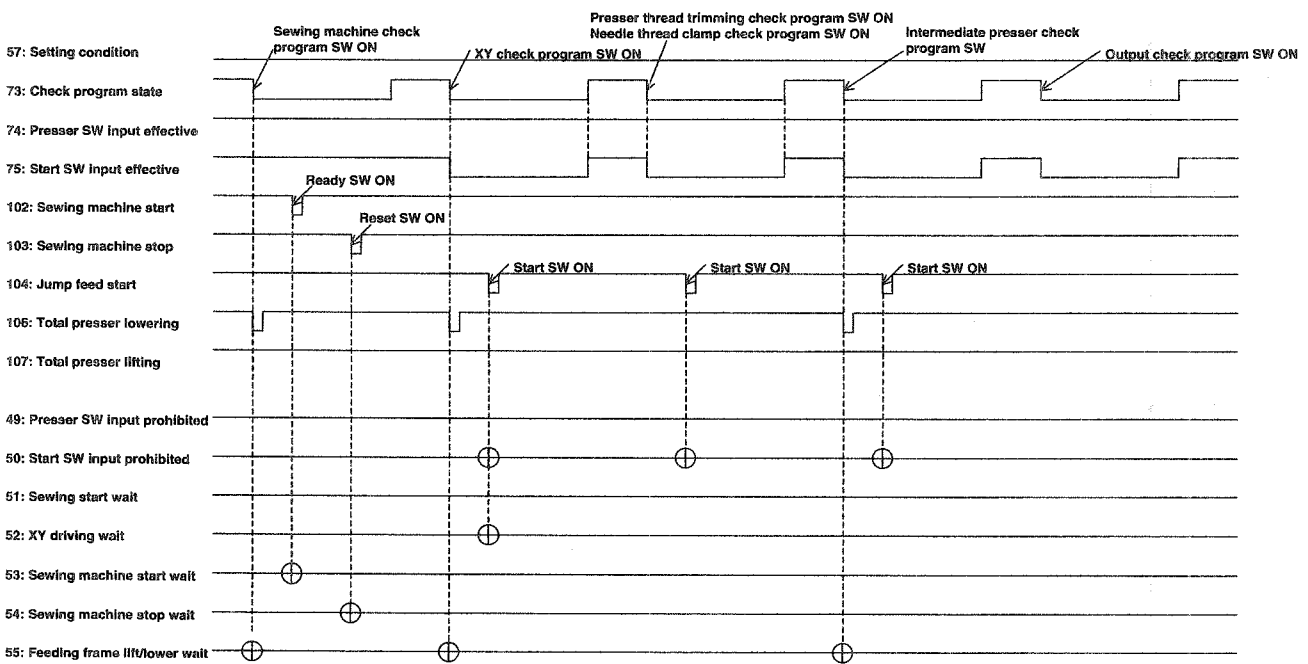 Presser thread trimming check program SW ON
Needle thread clamp check program SW ON
Sewing machine check
program SW ON
Intermediate presser check
program SW
57: Setting condition
XY check program SW ON
Output check program SW ON
73: Check program state
74: Presser SW input effective
75: Start SW input effective
Ready SW ON
102: Sewing machine start
Reset SW ON
103: Sewing machine stop
Start SW ON
Start SW ON
Start SW ON
104: Jump feed start
106: Total presser lowering
107: Total presser lifting
49: Presser SW input prohibited
50: Start SW input prohibited
51: Sewing start wait
52: XY driving wait
53: Sewing machine start wait
54: Sewing machine stop wait
55: Feeding frame lift/lower wait